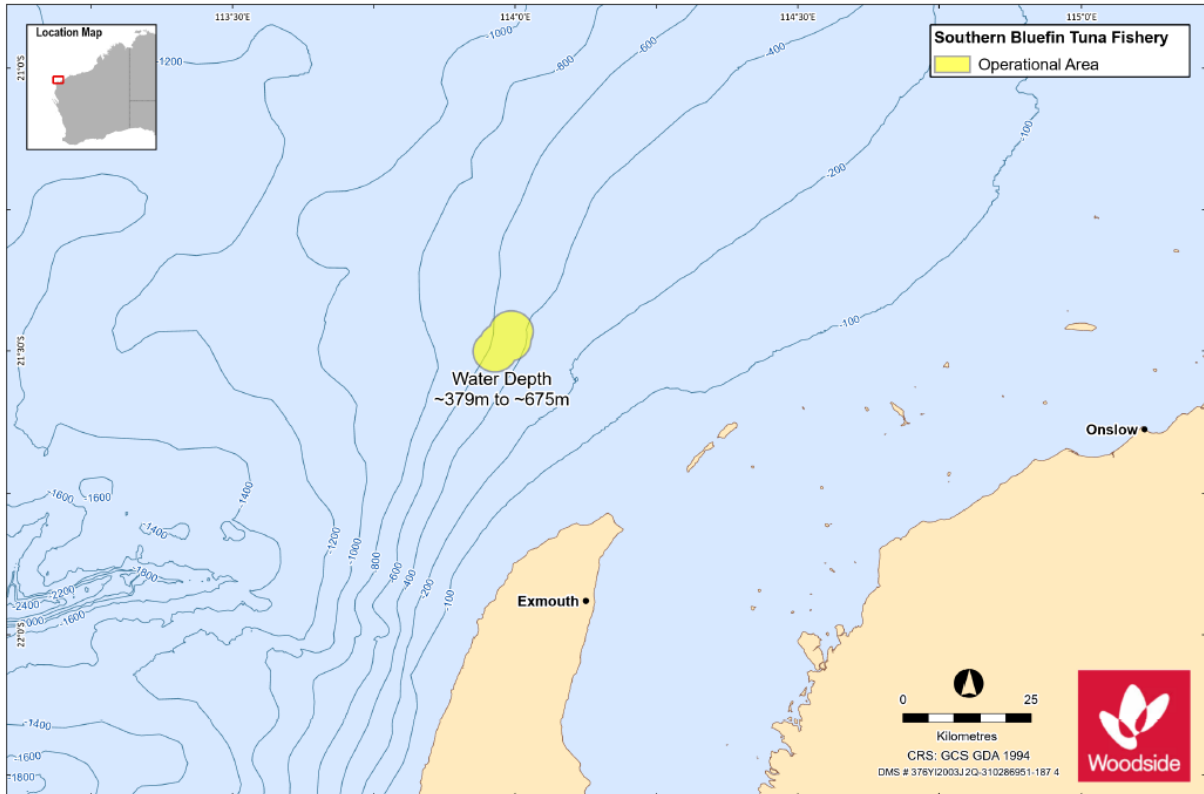 113°30'E
114°0'E
114°30'E
115°0'E
Location Map
Southern Bluefin Tuna Fishery
Operational Area
21°0'S
21°30'S
22°0'S
-1000
-800
-600
-400
-1200
-100
-200
-100
Water Depth
~379m to ~675m
Onslow
Exmouth
-1600
-1600
-1400
-1400
-1800
-2200
-2400
-1600
-1200
-1000
-800
-600
-400
-200
-100
-1400
-1600
-1800
0 25
Kilometres
CRS: GCS GDA 1994
Woodside